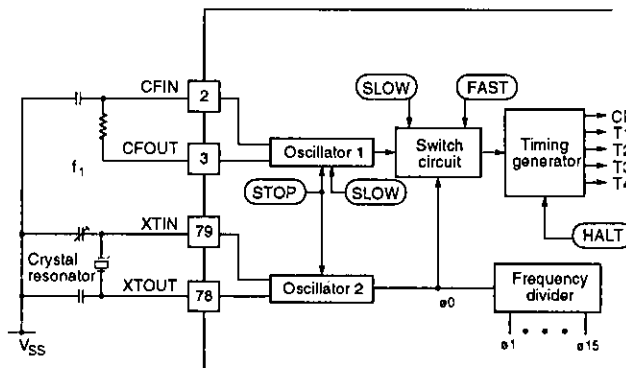 CFIN
2
SLOW
FAST
CFOUT
3
Oscillator 1
Switch
circuit
Timing
generator
T1
T2
T3
T4
f1
STOP
SLOW
HALT
XTIN
79
Crystal
resonator
XTOUT
78
Oscillator 2
ø0
Frequency
divider
ø1
ø15
VSS